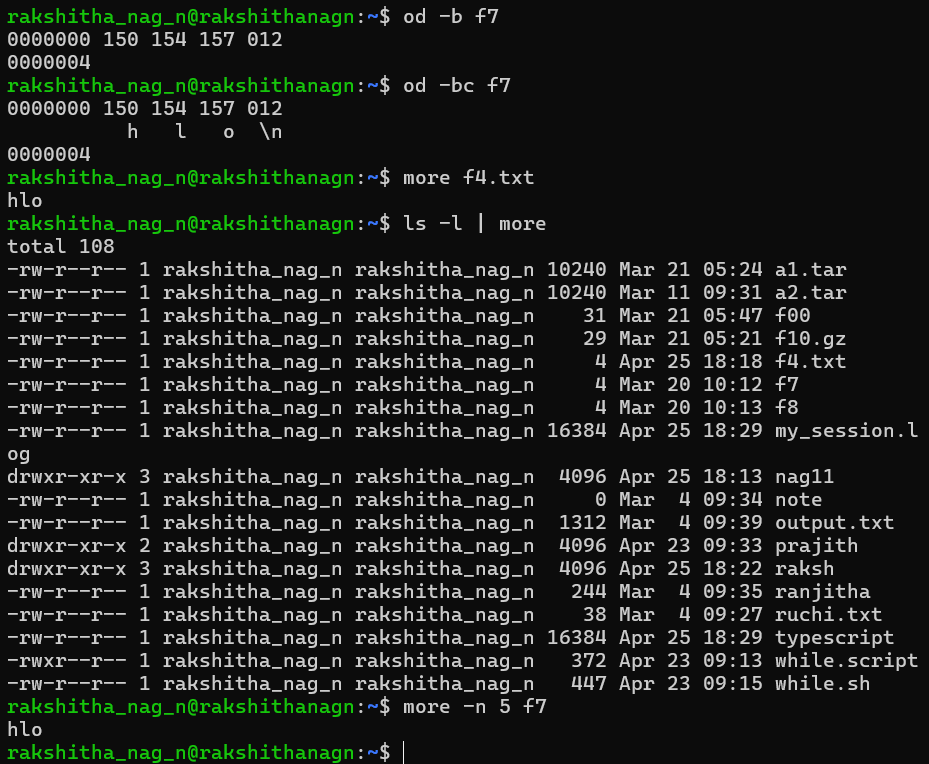 rakshitha_nag_n@rakshithanagn:~$ od -b f7
0000000 150 154 157 012
0000004
rakshitha_nag_n@rakshithanagn:~$ od -bc f7
0000000 150 154 157 012
          h   l   o  \n
0000004
rakshitha_nag_n@rakshithanagn:~$ more f4.txt
hlo
rakshitha_nag_n@rakshithanagn:~$ ls -l | more
total 108
-rw-r--r-- 1 rakshitha_nag_n rakshitha_nag_n 10240 Mar 21 05:24 a1.tar
-rw-r--r-- 1 rakshitha_nag_n rakshitha_nag_n 10240 Mar 11 09:31 a2.tar
-rw-r--r-- 1 rakshitha_nag_n rakshitha_nag_n    31 Mar 21 05:47 f00
-rw-r--r-- 1 rakshitha_nag_n rakshitha_nag_n    29 Mar 21 05:21 f10.gz
-rw-r--r-- 1 rakshitha_nag_n rakshitha_nag_n     4 Apr 25 18:18 f4.txt
-rw-r--r-- 1 rakshitha_nag_n rakshitha_nag_n     4 Mar 20 10:12 f7
-rw-r--r-- 1 rakshitha_nag_n rakshitha_nag_n     4 Mar 20 10:13 f8
-rw-r--r-- 1 rakshitha_nag_n rakshitha_nag_n 16384 Apr 25 18:29 my_session.l
og
drwxr-xr-x 3 rakshitha_nag_n rakshitha_nag_n  4096 Apr 25 18:13 nag11
-rw-r--r-- 1 rakshitha_nag_n rakshitha_nag_n     0 Mar  4 09:34 note
-rw-r--r-- 1 rakshitha_nag_n rakshitha_nag_n  1312 Mar  4 09:39 output.txt
drwxr-xr-x 2 rakshitha_nag_n rakshitha_nag_n  4096 Apr 23 09:33 prajith
drwxr-xr-x 3 rakshitha_nag_n rakshitha_nag_n  4096 Apr 25 18:22 raksh
-rw-r--r-- 1 rakshitha_nag_n rakshitha_nag_n   244 Mar  4 09:35 ranjitha
-rw-r--r-- 1 rakshitha_nag_n rakshitha_nag_n    38 Mar  4 09:27 ruchi.txt
-rw-r--r-- 1 rakshitha_nag_n rakshitha_nag_n 16384 Apr 25 18:29 typescript
-rwxr--r-- 1 rakshitha_nag_n rakshitha_nag_n   372 Apr 23 09:13 while.script
-rw-r--r-- 1 rakshitha_nag_n rakshitha_nag_n   447 Apr 23 09:15 while.sh
rakshitha_nag_n@rakshithanagn:~$ more -n 5 f7
hlo
rakshitha_nag_n@rakshithanagn:~$